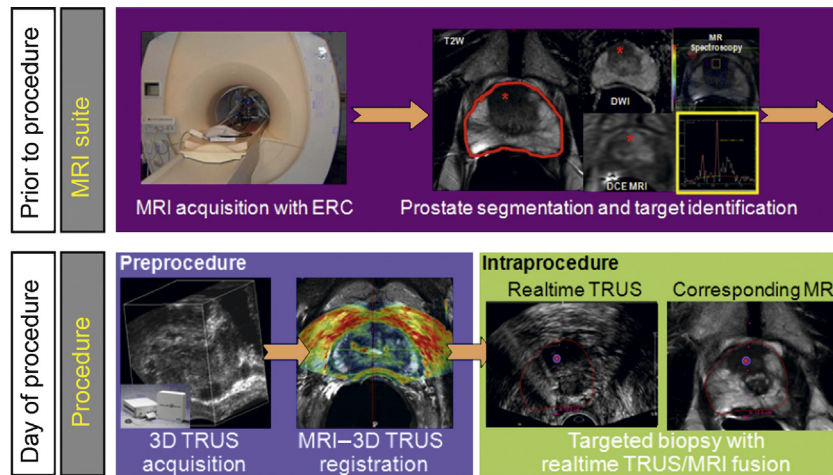 Prior to procedure
MRI suite
T2W
DWI
MR
Spectroscopy
DCE MRI
MRI acquisition with ERC
Prostate segmentation and target identification
Day of procedure
Procedure
Preprocedure
3D TRUS
acquisition
MRI–3D TRUS
registration
Intraprocedure
Realtime TRUS
Corresponding MR
Targeted biopsy with
realtime TRUS/MRI fusion